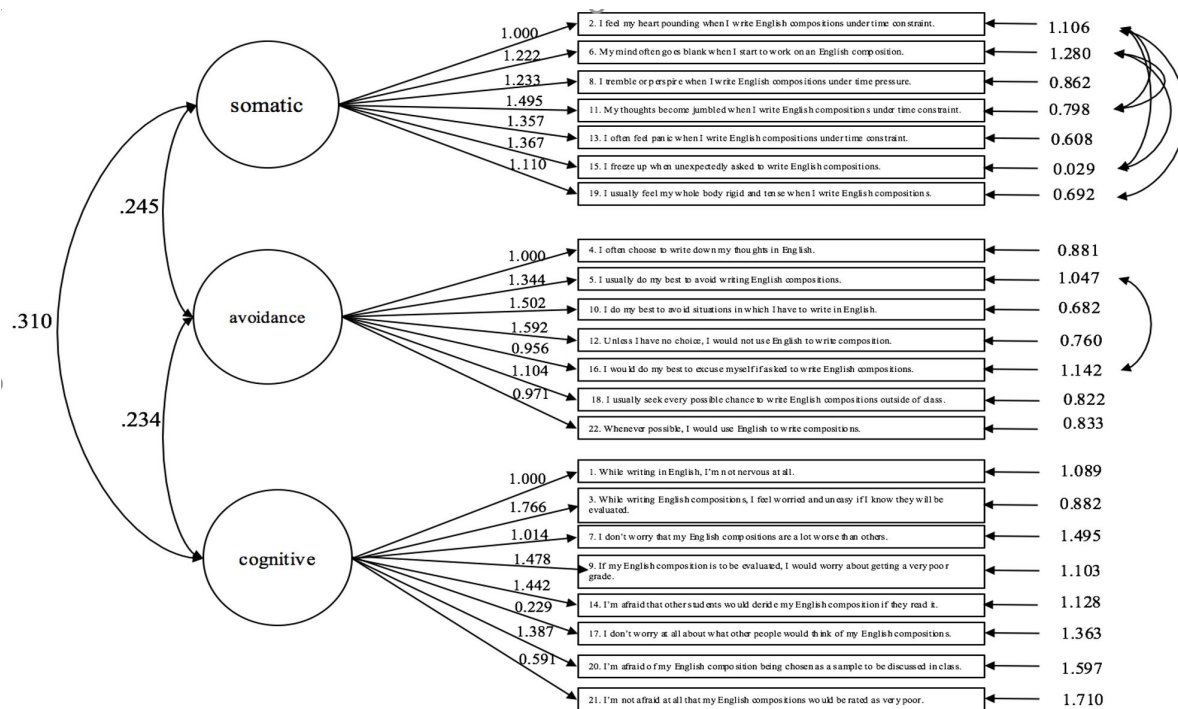 1.000
2. I feel my heart pounding when I write English compositions under time constraint.
1.106
1.222
6. My mind often goes blank when I start to work on an English composition.
1.280
1.233
8. I tremble or perspire when I write English compositions under time pressure.
0.862
somatic
1.495
11. My thoughts become jumbled when I write English compositions under time constraint.
0.798
1.357
13. I often feel panic when I write English compositions under time constraint.
0.608
1.367
15. I freeze up when unexpectedly asked to write English compositions.
0.029
1.110
19. I usually feel my whole body rigid and tense when I write English compositions.
0.692
.245
1.000
4. I often choose to write down my thoughts in English.
0.881
1.344
5. I usually do my best to avoid writing English compositions.
1.047
1.502
10. I do my best to avoid situations in which I have to write in English.
0.682
.310
avoidance
1.592
12. Unless I have no choice, I would not use English to write composition.
0.760
0.956
16. I would do my best to excuse myself if asked to write English compositions.
1.142
1.104
18. I usually seek every possible chance to write English compositions outside of class.
0.822
0.971
22. Whenever possible, I would use English to write compositions.
0.833
.234
1.000
1. While writing in English, I'm not nervous at all.
1.089
1.766
3. While writing English compositions, I feel worried and uneasy if I know they will be
evaluated.
0.882
1.014
7. I don't worry that my English compositions are a lot worse than others.
1.495
cognitive
1.478
9. If my English composition is to be evaluated, I would worry about getting a very poor
grade.
1.103
1.442
14. I'm afraid that other students would deride my English composition if they read it.
1.128
0.229
17. I don't worry at all about what other people would think of my English compositions.
1.363
1.387
20. I'm afraid of my English composition being chosen as a sample to be discussed in class.
1.597
0.591
21. I'm not afraid at all that my English compositions would be rated as very poor.
1.710